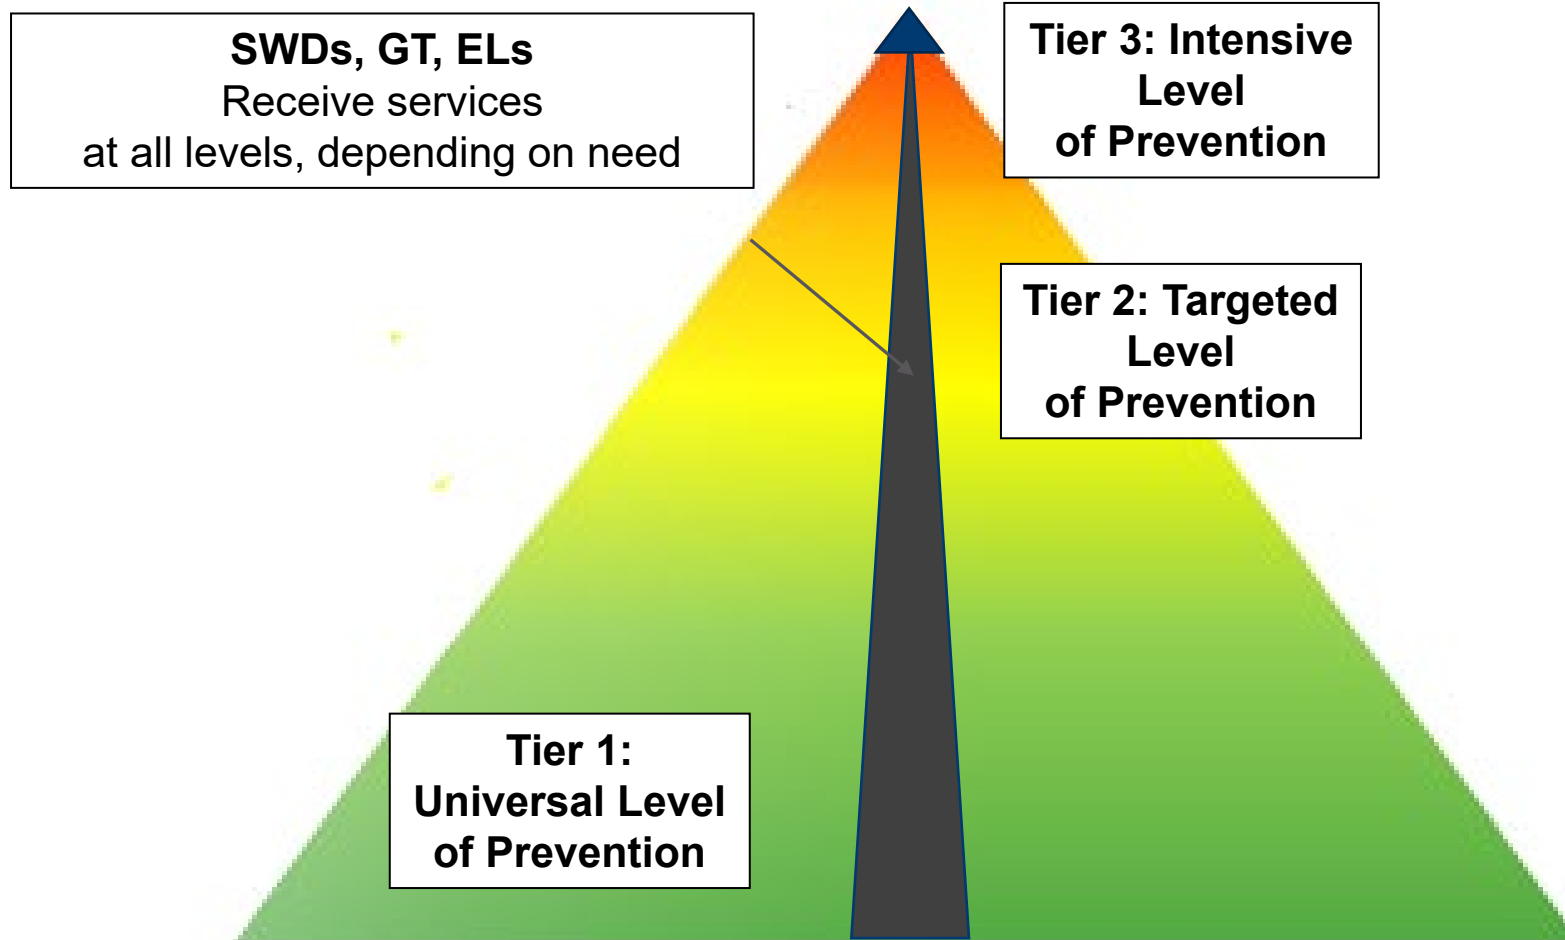 SWDs, GT, ELs
Receive services
at all levels, depending on need
Tier 3: Intensive
Level
of Prevention
Tier 2: Targeted
Level
of Prevention
Tier 1:
Universal Level
of Prevention